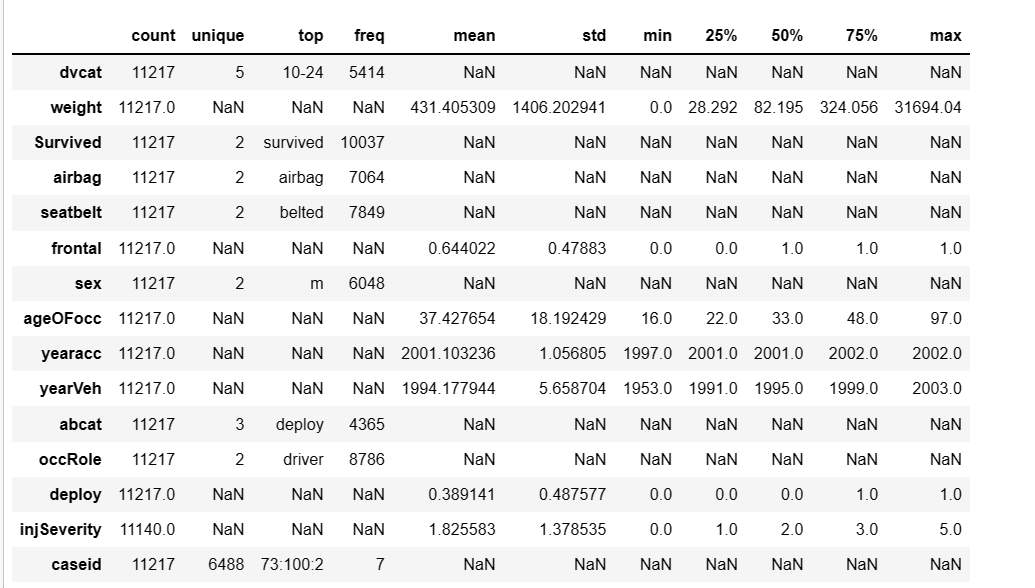 count unique top freq mean std min 25% 50% 75% max
dvcat 11217 5 10-24 5414 NaN NaN NaN NaN NaN NaN NaN
weight 11217.0 NaN NaN NaN 431.405309 1406.202941 0.0 28.292 82.195 324.056 31694.04
Survived 11217 2 survived 10037 NaN NaN NaN NaN NaN NaN NaN
airbag 11217 2 airbag 7064 NaN NaN NaN NaN NaN NaN NaN
seatbelt 11217 2 belted 7849 NaN NaN NaN NaN NaN NaN NaN
frontal 11217.0 NaN NaN NaN 0.644022 0.47883 0.0 0.0 1.0 1.0 1.0
sex 11217 2 m 6048 NaN NaN NaN NaN NaN NaN NaN
ageOFocc 11217.0 NaN NaN NaN 37.427654 18.192429 16.0 22.0 33.0 48.0 97.0
yearacc 11217.0 NaN NaN NaN 2001.103236 1.056805 1997.0 2001.0 2001.0 2002.0 2002.0
yearVeh 11217.0 NaN NaN NaN 1994.177944 5.658704 1953.0 1991.0 1995.0 1999.0 2003.0
abcat 11217 3 deploy 4365 NaN NaN NaN NaN NaN NaN NaN
occRole 11217 2 driver 8786 NaN NaN NaN NaN NaN NaN NaN
deploy 11217.0 NaN NaN NaN 0.389141 0.487577 0.0 0.0 0.0 1.0 1.0
injSeverity 11140.0 NaN NaN NaN 1.825583 1.378535 0.0 1.0 2.0 3.0 5.0
caseid 11217 6488 73:100:2 7 NaN NaN NaN NaN NaN NaN NaN